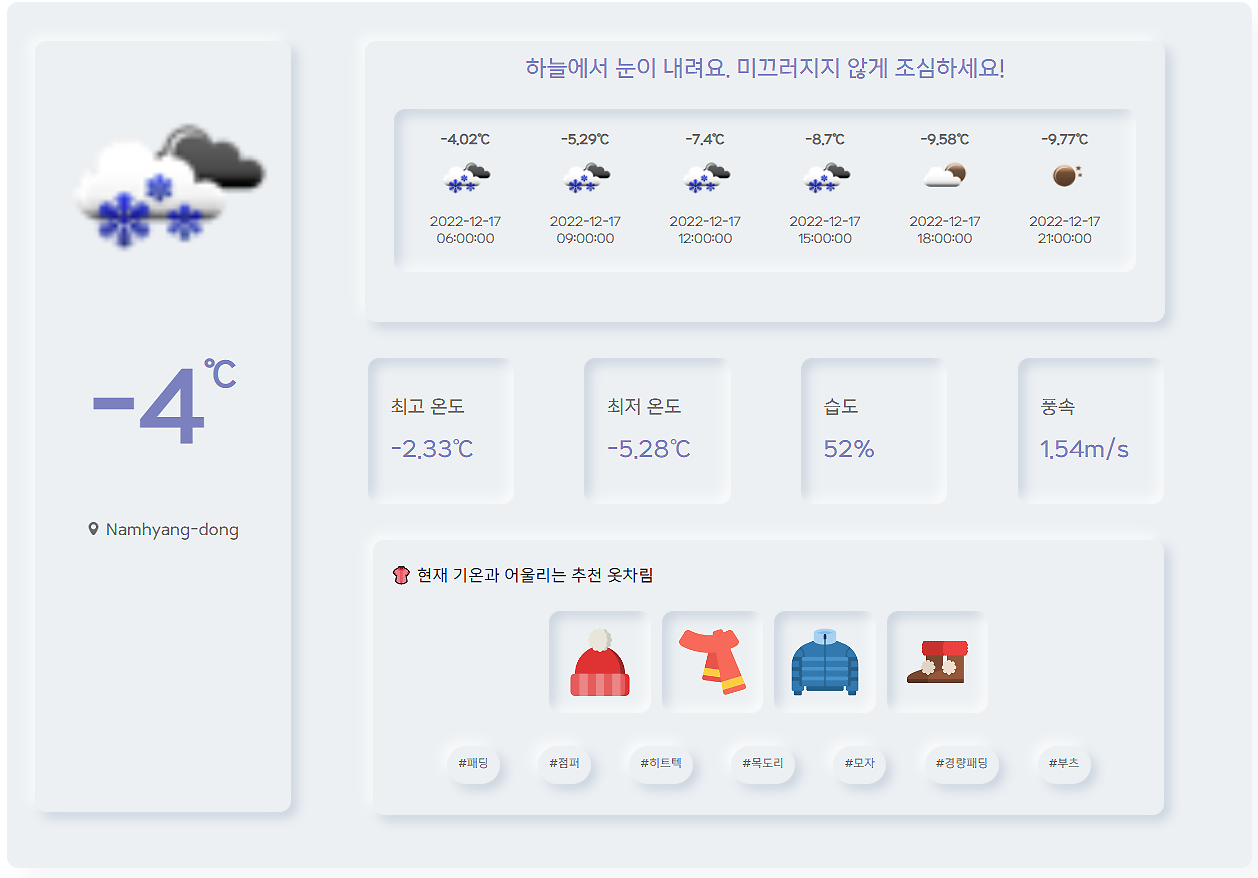 하늘에서 눈이 내려요. 미끄러지지 않게 조심하세요!
-4.02℃ -5.29℃ -7.4℃ -8.7℃ -9.58℃ -9.77℃
2022-12-17 2022-12-17 2022-12-17 2022-12-17 2022-12-17 2022-12-17
06:00:00 09:00:00 12:00:00 15:00:00 18:00:00 21:00:00
-4℃
Namhyang-dong
최고 온도 최저 온도 습도 풍속
-2.33℃ -5.28℃ 52% 1.54m/s
현재 기온과 어울리는 추천 옷차림
#패딩 #점퍼 #히트텍 #목도리 #모자 #경량패딩 #부츠